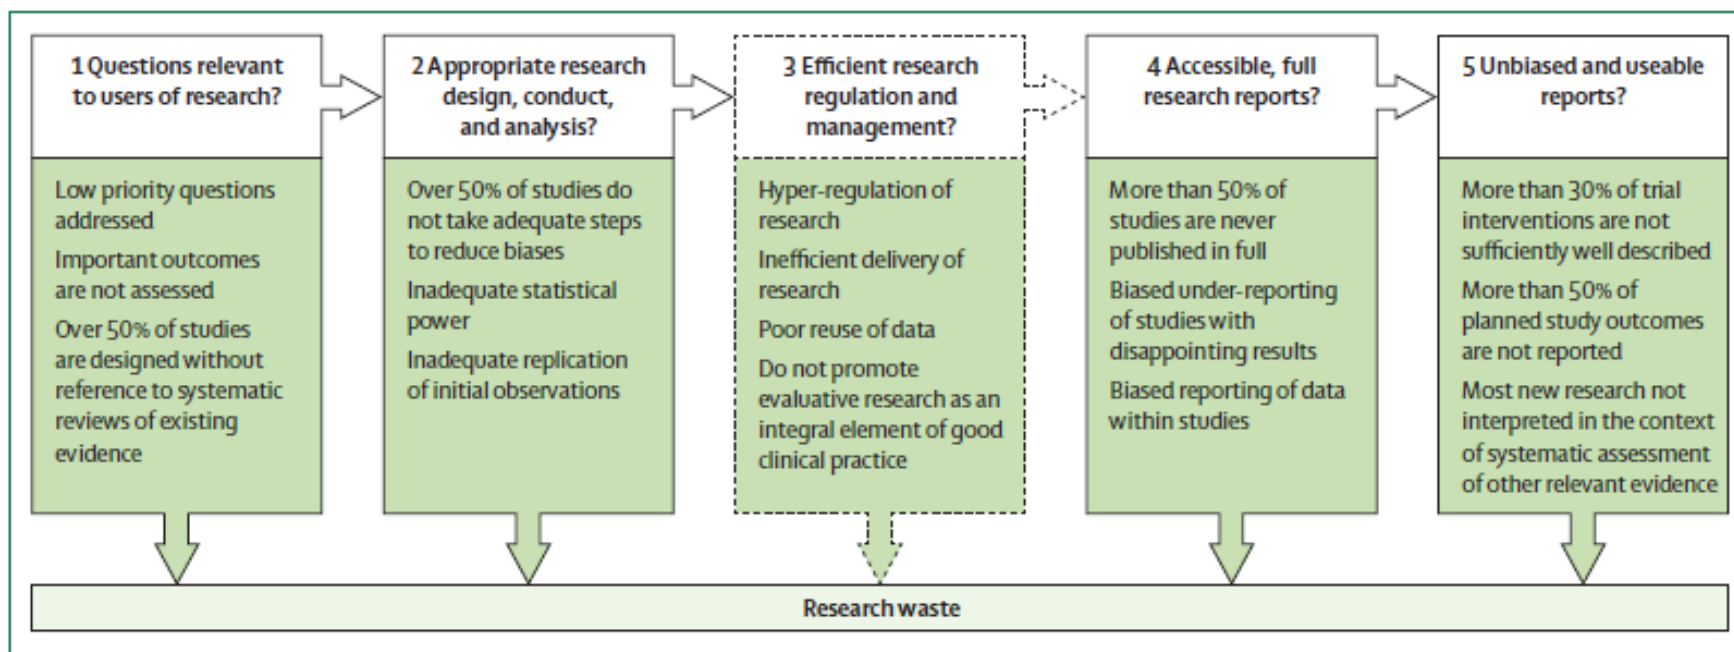 1 Questions relevant
to users of research?
Low priority questions
addressed
Important outcomes
are not assessed
Over 50% of studies
are designed without
reference to systematic
reviews of existing
evidence
2 Appropriate research
design, conduct,
and analysis?
Over 50% of studies do
not take adequate steps
to reduce biases
Inadequate statistical
power
Inadequate replication
of initial observations
3 Efficient research
regulation and
management?
Hyper-regulation of
research
Inefficient delivery of
research
Poor reuse of data
Do not promote
evaluative research as an
integral element of good
clinical practice
4 Accessible, full
research reports?
More than 50% of
studies are never
published in full
Biased under-reporting
of studies with
disappointing results
Biased reporting of data
within studies
5 Unbiased and useable
reports?
More than 30% of trial
interventions are not
sufficiently well described
More than 50% of
planned study outcomes
are not reported
Most new research not
interpreted in the context
of systematic assessment
of other relevant evidence
Research waste